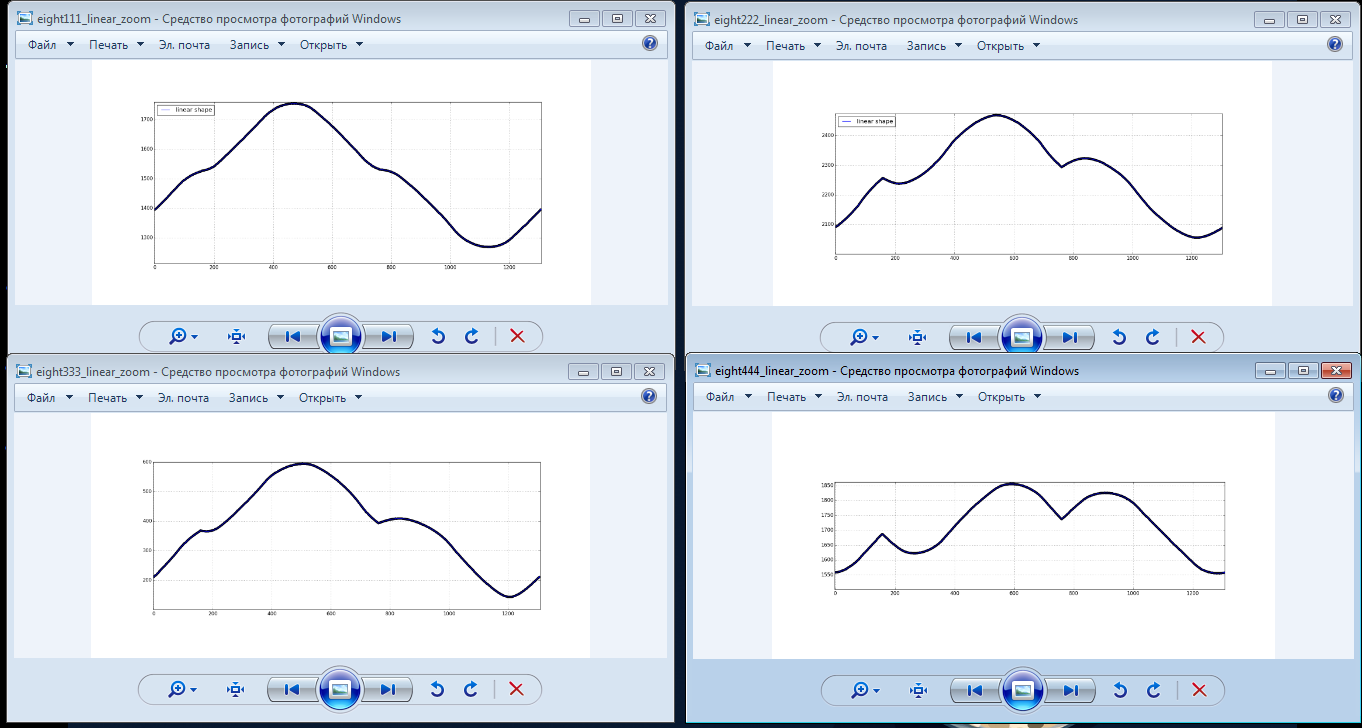 eight111_linear_zoom - Средство просмотра фотографий Windows
Файл Печать Эл. почта Запись Открыть
linear shape
1700
1600
1500
1400
1300
0 200 400 600 800 1000 1200
eight222_linear_zoom - Средство просмотра фотографий Windows
Файл Печать Эл. почта Запись Открыть
linear shape
2400
2300
2200
2100
0 200 400 600 800 1000 1200
eight333_linear_zoom - Средство просмотра фотографий Windows
Файл Печать Эл. почта Запись Открыть
600
500
400
300
200
0 200 400 600 800 1000 1200
eight444_linear_zoom - Средство просмотра фотографий Windows
Файл Печать Эл. почта Запись Открыть
1850
1800
1750
1700
1650
1600
1550
0 200 400 600 800 1000 1200